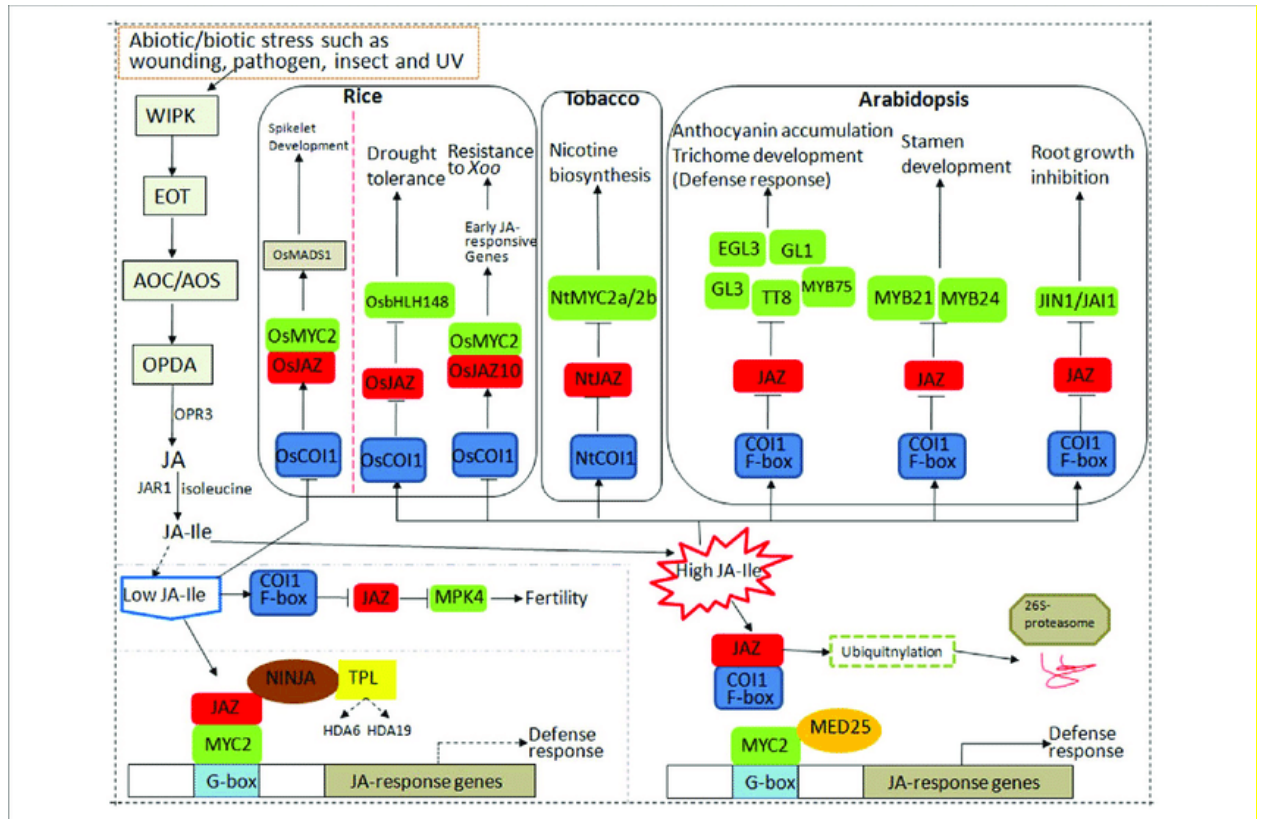 Abiotic/biotic stress such as
wounding, pathogen, insect and UV
WIPK
EOT
AOC/AOS
OPDA
OPR3
JA
JAR1 isoleucine
JA-Ile
Rice
Spikelet
Development
OsMADS1
OsMYC2
OsJAZ
OsCOI1
Drought
tolerance
OsbHLH148
OsJAZ
OsCOI1
Resistance
to Xoo
Early JA-
responsive
Genes
OsMYC2
OsJAZ10
OsCOI1
Tobacco
Nicotine
biosynthesis
NtMYC2a/2b
NtJAZ
NtCOI1
Arabidopsis
Anthocyanin accumulation
Trichome development
(Defense response)
EGL3
GL1
GL3
TT8
MYB75
JAZ
COI1
F-box
Stamen
development
MYB21
MYB24
JAZ
COI1
F-box
Root growth
inhibition
JIN1/JAI1
JAZ
COI1
F-box
Low JA-Ile
COI1
F-box
JAZ
MPK4
Fertility
High JA-Ile
NINJA
TPL
JAZ
HDA6 HDA19
MYC2
G-box
JA-response genes
Defense
response
JAZ
COI1
F-box
Ubiquitnylation
26S-
proteasome
MYC2
MED25
G-box
JA-response genes
Defense
response